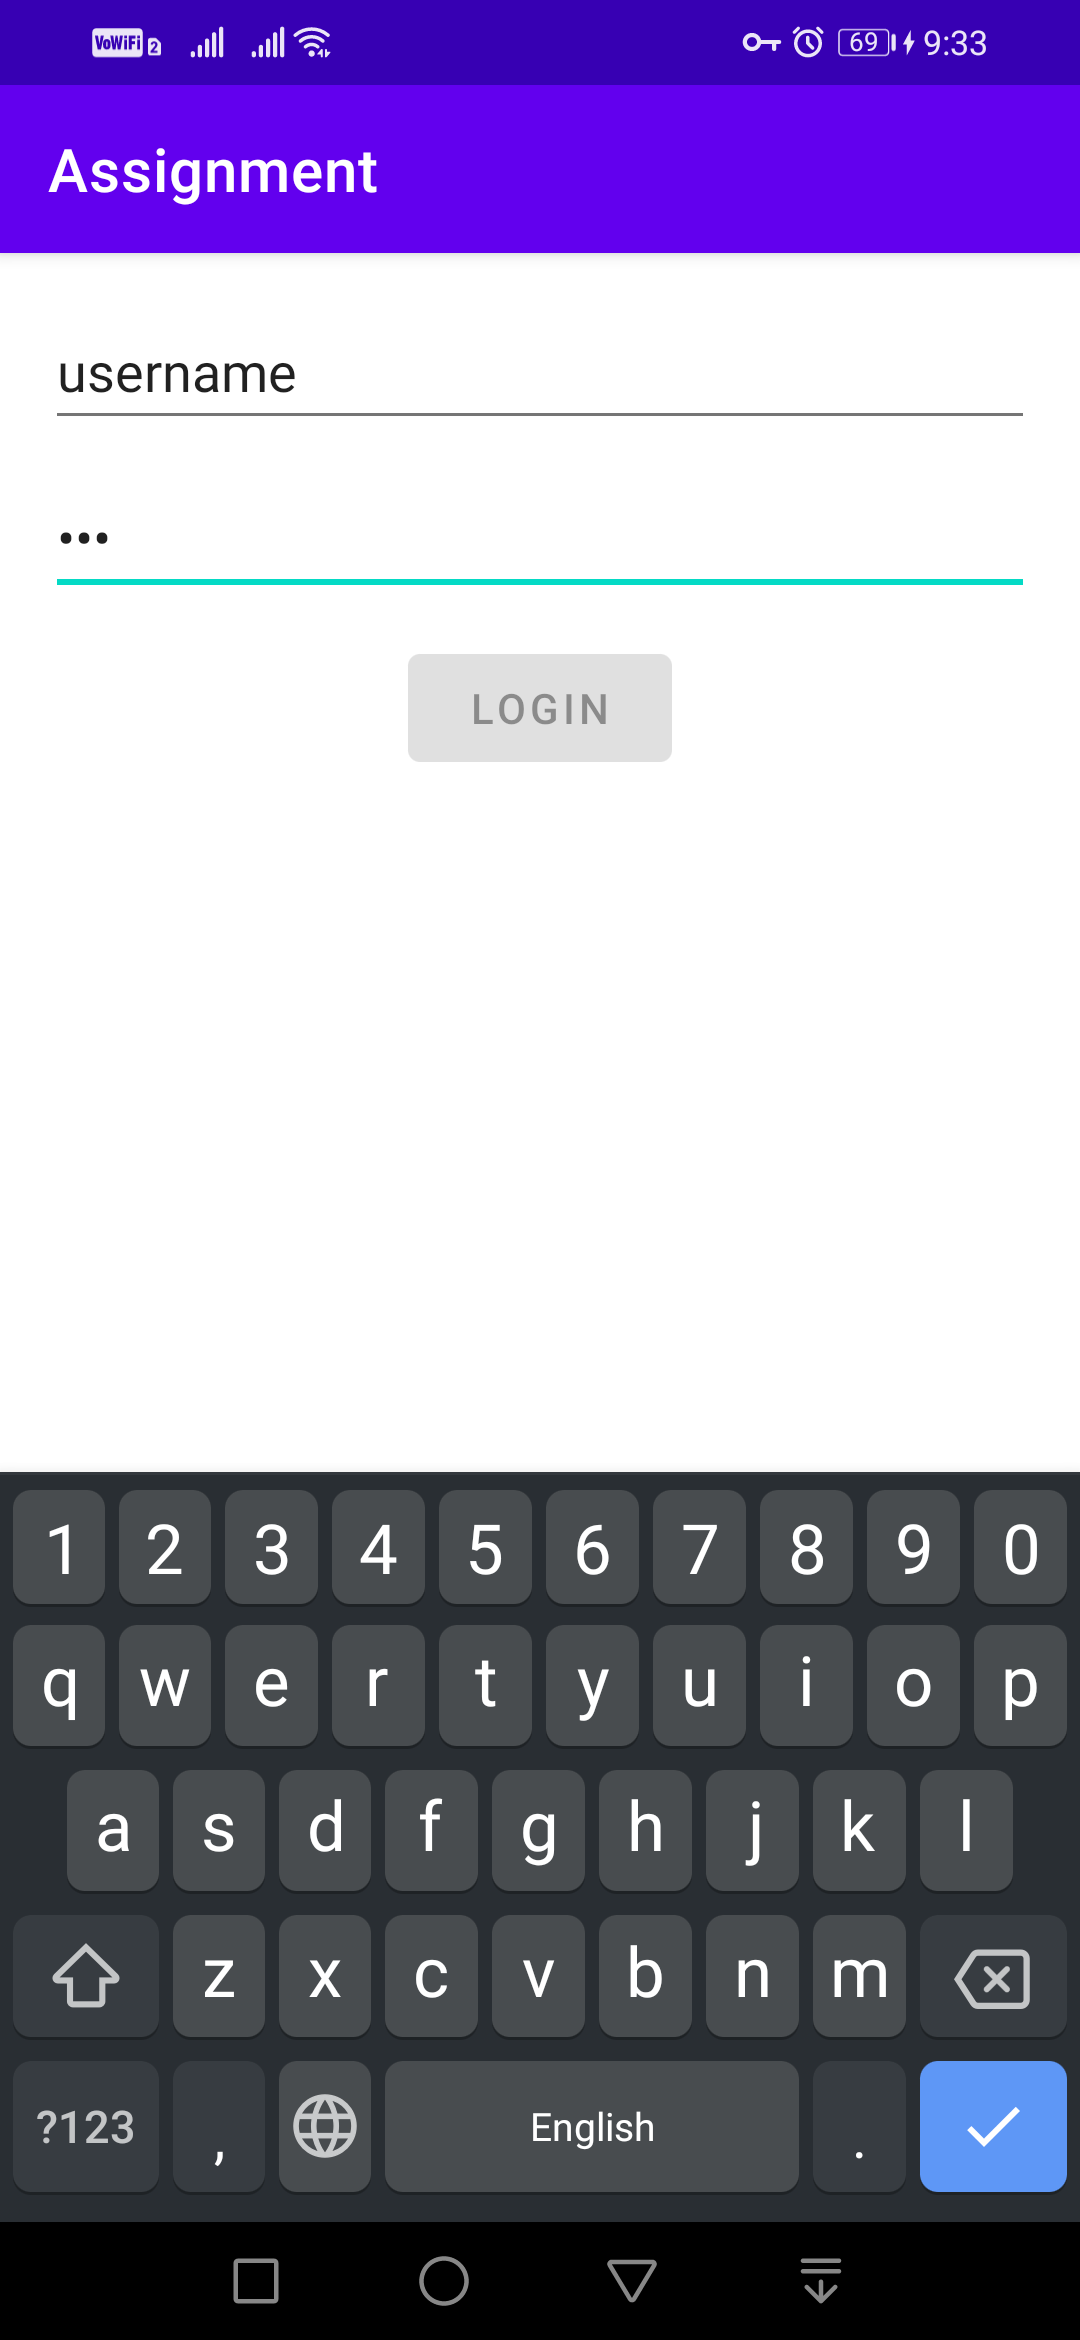 VoWiFi 2 69 9:33
Assignment
username
•••
LOGIN
1 2 3 4 5 6 7 8 9 0
q w e r t y u i o p
a s d f g h j k l
z x c v b n m
?123 , English .